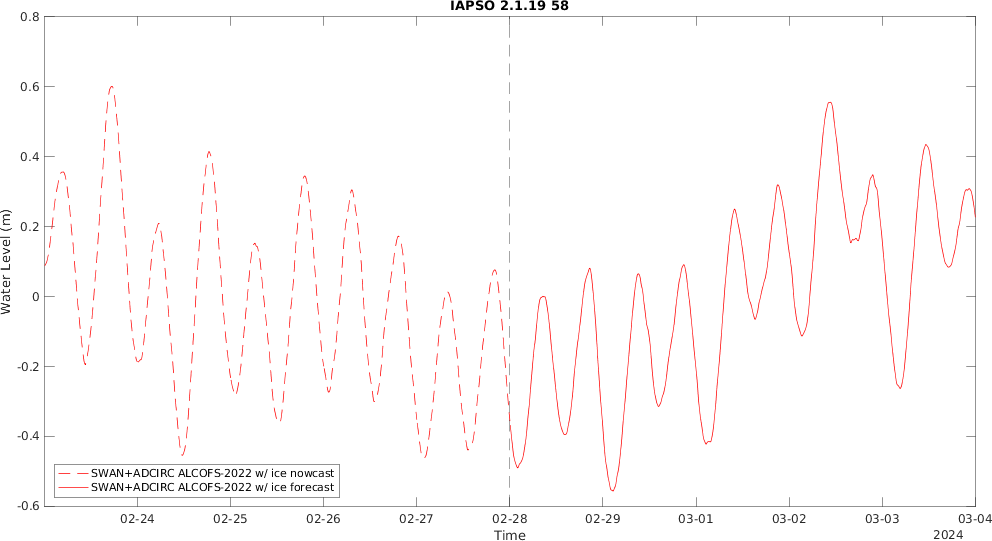 IAPSO 2.1.19 58
0.8
0.6
0.4
0.2
0
-0.2
-0.4
-0.6
Water Level (m)
SWAN+ADCIRC ALCOFS-2022 w/ ice nowcast
SWAN+ADCIRC ALCOFS-2022 w/ ice forecast
02-24 02-25 02-26 02-27 02-28 02-29 03-01 03-02 03-03 03-04
Time
2024